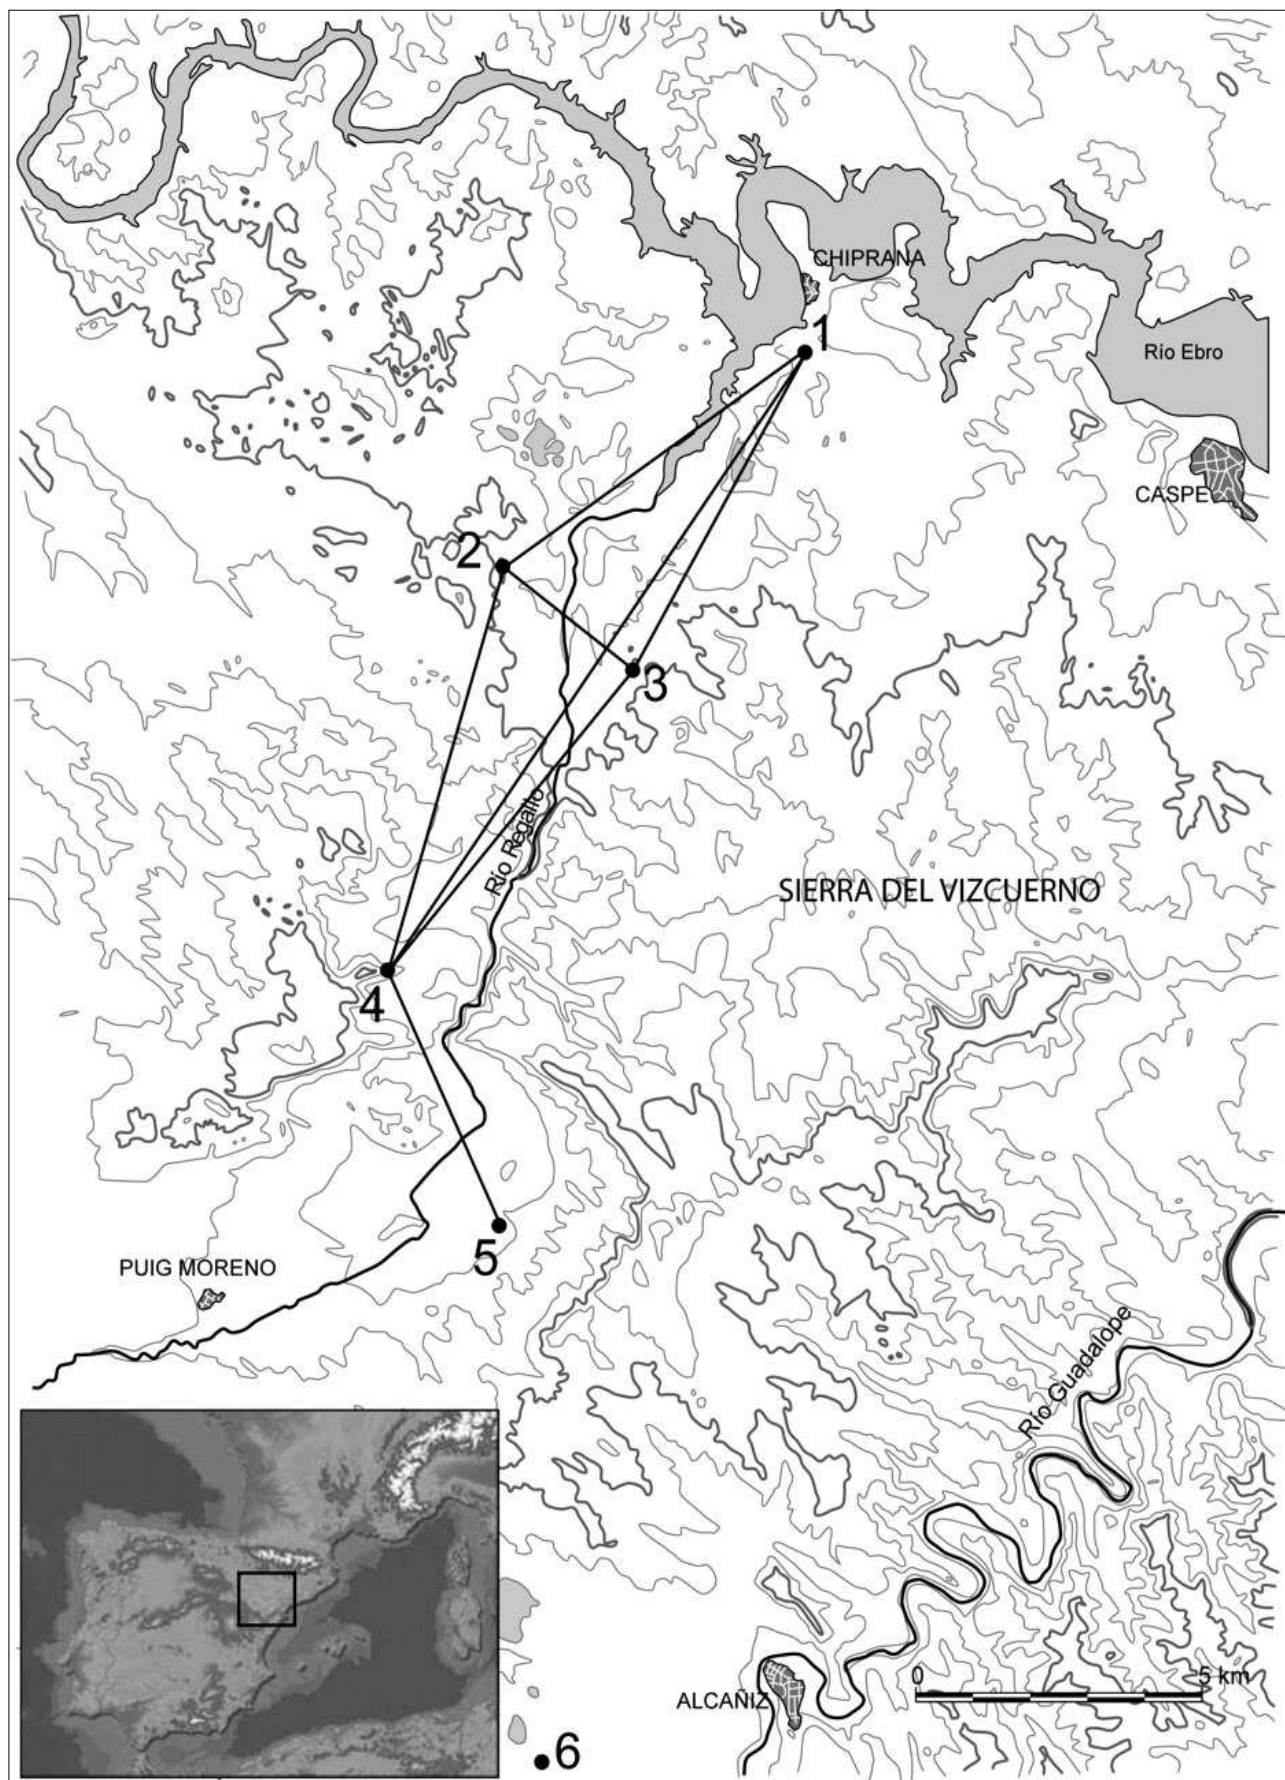 7
CHIPRANA
1
Río Ebro
CASPE
2
3
Río Regallo
SIERRA DEL VIZCUERNO
4
5
PUIG MORENO
Río Guadalope
0 5 km
ALCAÑIZ
6